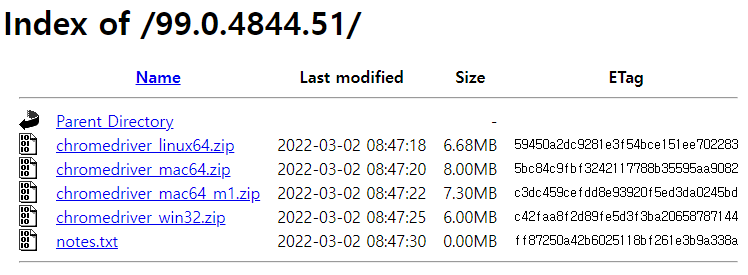 Index of /99.0.4844.51/
Name Last modified Size ETag
Parent Directory -
chromedriver_linux64.zip 2022-03-02 08:47:18 6.68MB 59450a2dc9281e3f54bce151ee702283
chromedriver_mac64.zip 2022-03-02 08:47:20 8.00MB 5bc84c9fbf3242117788b35595aa9082
chromedriver_mac64_m1.zip 2022-03-02 08:47:22 7.30MB c3dc459cefdd8e93920f5ed3da0245bd
chromedriver_win32.zip 2022-03-02 08:47:25 6.00MB c42faa8f2d89fe5d3f3ba20658787144
notes.txt 2022-03-02 08:47:30 0.00MB ff87250a42b6025118bf261e3b9a338a